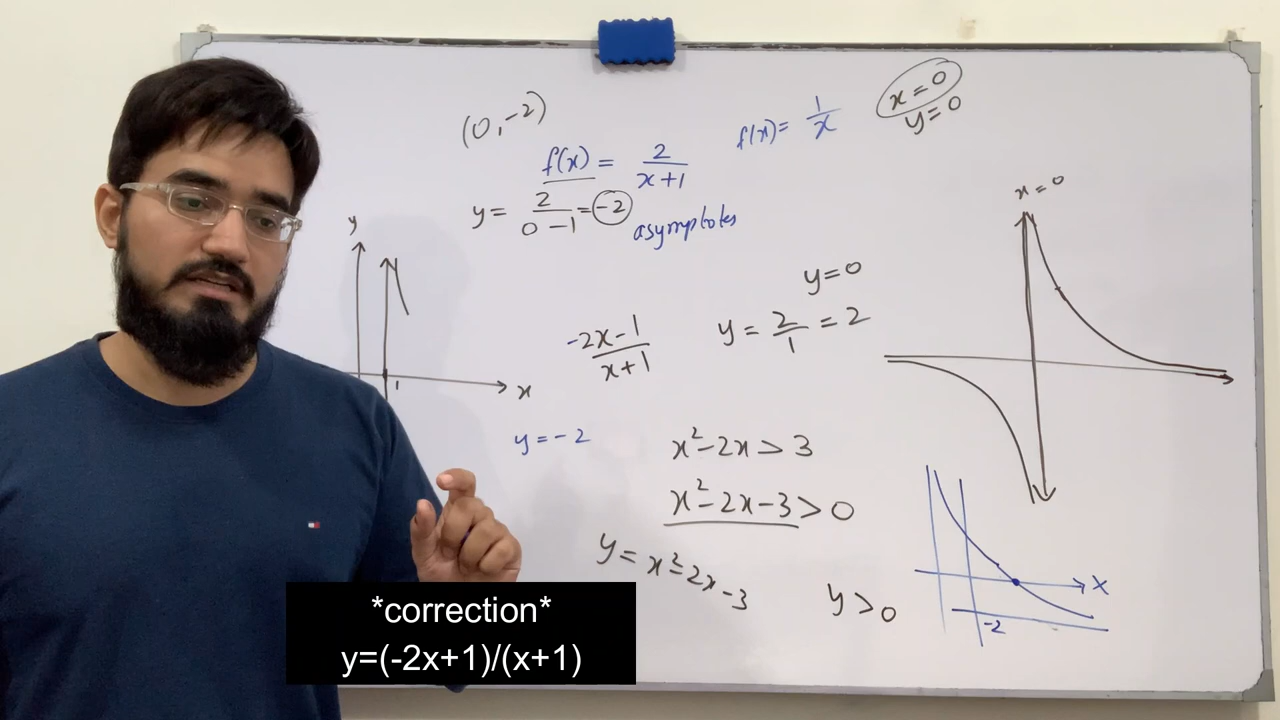 (0, -2)
f(x) = 1/x
x = 0
y = 0
f(x) = 2/(x+1)
y = 2/(0-1) = -2
asymptotes
x = 0
y
y = 0
(-2x-1)/(x+1)
y = 2/1 = 2
1
x
y = -2
x²-2x > 3
x²-2x-3 > 0
y = x²-2x-3
y > 0
x
-2
*correction*
y=(-2x+1)/(x+1)